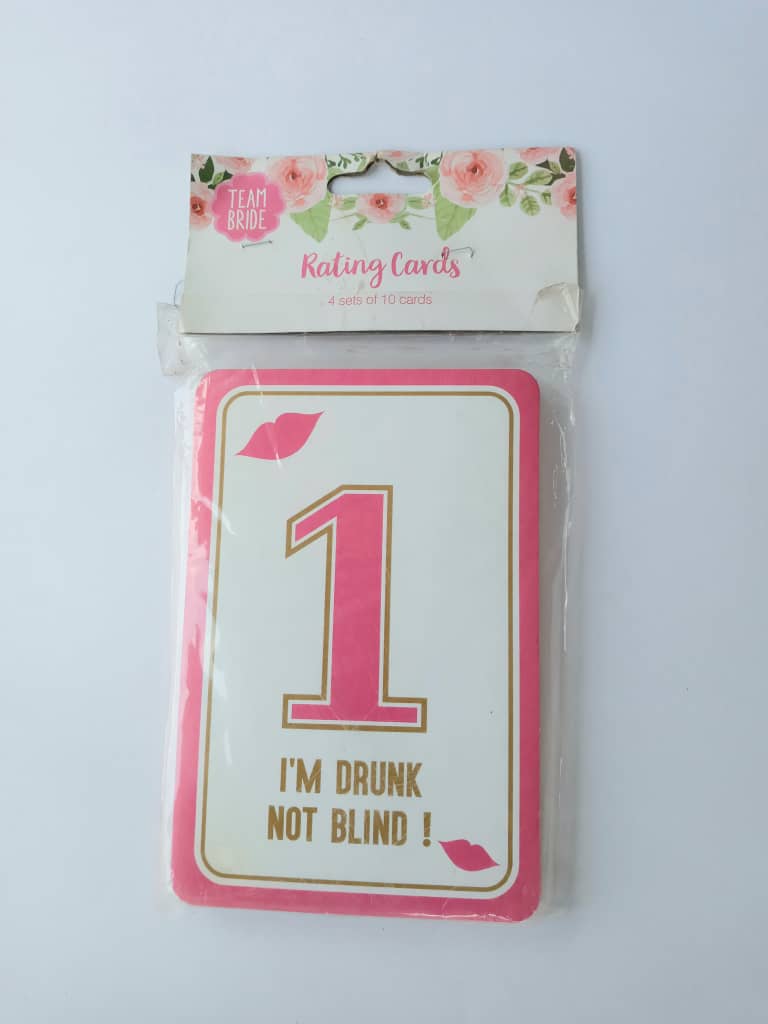 TEAM
BRIDE
Rating Cards
4 sets of 10 cards
1
I'M DRUNK
NOT BLIND !